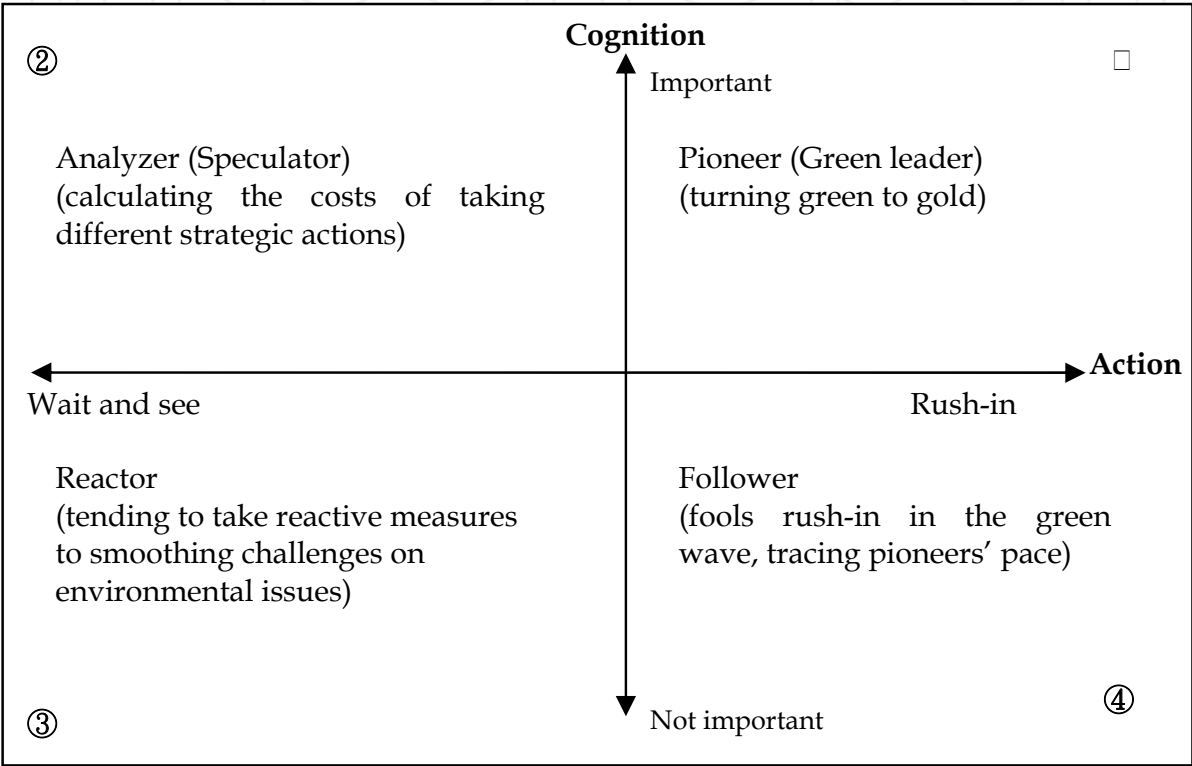 Cognition
②
□
Important
Analyzer (Speculator)
(calculating the costs of taking
different strategic actions)
Pioneer (Green leader)
(turning green to gold)
Action
Wait and see
Rush-in
Reactor
(tending to take reactive measures
to smoothing challenges on
environmental issues)
Follower
(fools rush-in in the green
wave, tracing pioneers’ pace)
③
Not important
④